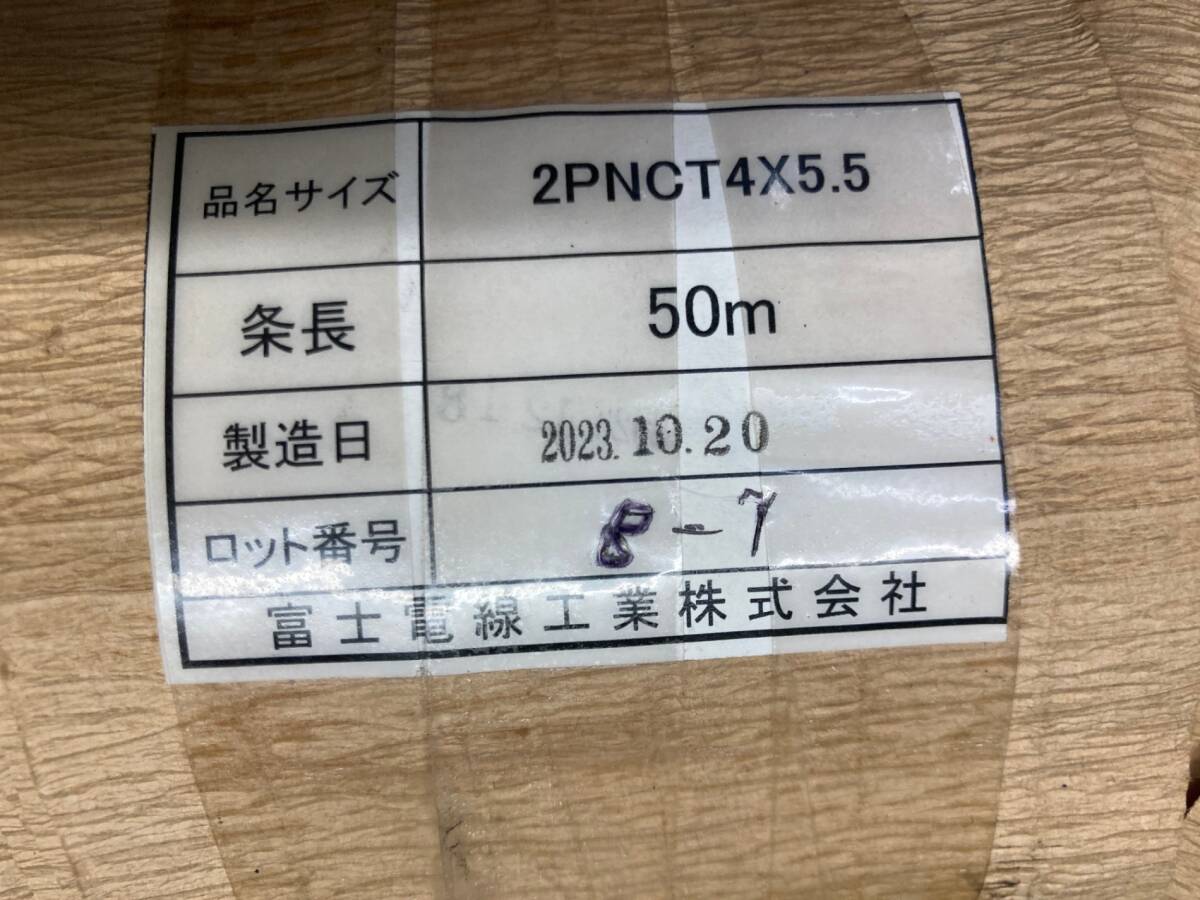 品名サイズ 2PNCT4X5.5
条長 50m
製造日 2023.10.20
ロット番号 8-7
富士電線工業株式会社